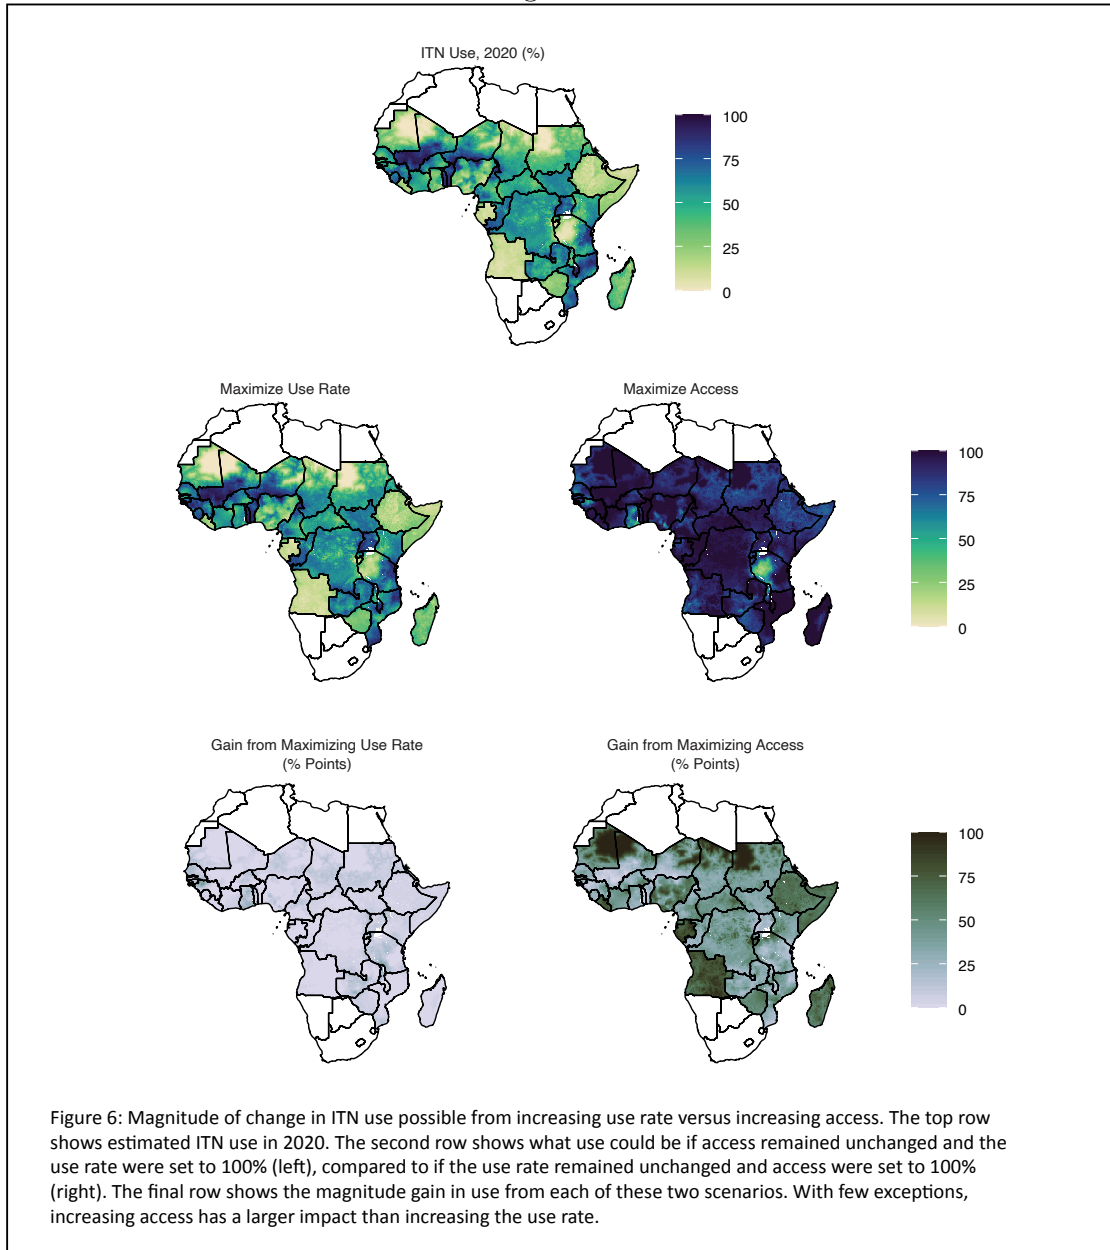 ITN Use, 2020 (%)
100
75
50
25
0
Maximize Use Rate
Maximize Access
100
75
50
25
0
Gain from Maximizing Use Rate
(% Points)
Gain from Maximizing Access
(% Points)
100
75
50
25
0
Figure 6: Magnitude of change in ITN use possible from increasing use rate versus increasing access. The top row
shows estimated ITN use in 2020. The second row shows what use could be if access remained unchanged and the
use rate were set to 100% (left), compared to if the use rate remained unchanged and access were set to 100%
(right). The final row shows the magnitude gain in use from each of these two scenarios. With few exceptions,
increasing access has a larger impact than increasing the use rate.